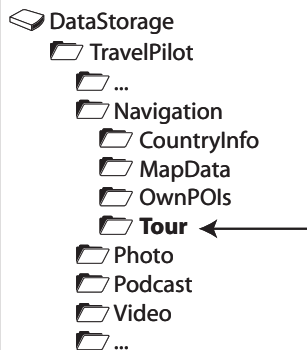 DataStorage
TravelPilot
...
Navigation
CountryInfo
MapData
OwnPOIs
Tour
Photo
Podcast
Video
...